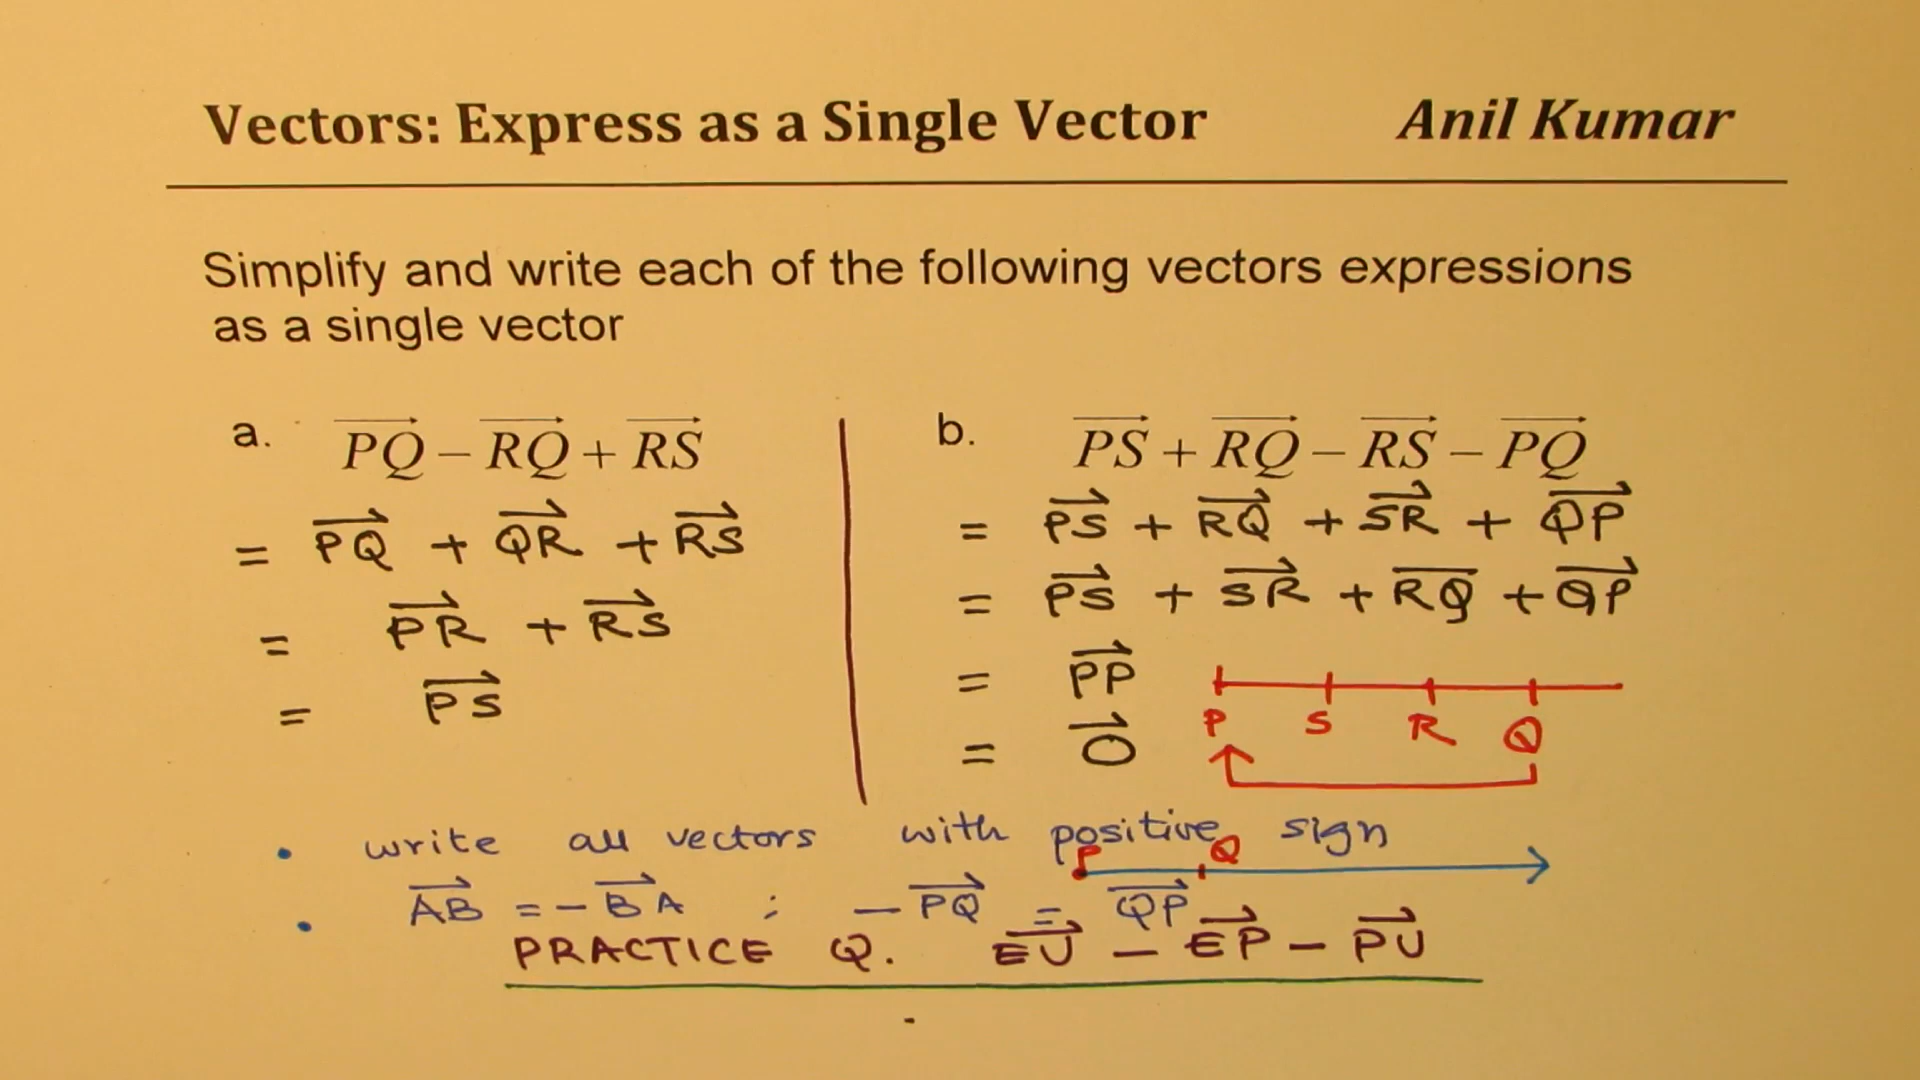 Vectors: Express as a Single Vector Anil Kumar
Simplify and write each of the following vectors expressions
as a single vector
a. PQ⃗ – RQ⃗ + RS⃗
= PQ⃗ + QR⃗ + RS⃗
= PR⃗ + RS⃗
= PS⃗
b. PS⃗ + RQ⃗ – RS⃗ – PQ⃗
= PS⃗ + RQ⃗ + SR⃗ + QP⃗
= PS⃗ + SR⃗ + RQ⃗ + QP⃗
= PP⃗
= O⃗
P S R Q
• write all vectors with positive sign
P Q
• AB⃗ = – BA⃗ ; – PQ⃗ = QP⃗
PRACTICE Q. EU⃗ – EP⃗ – PU⃗